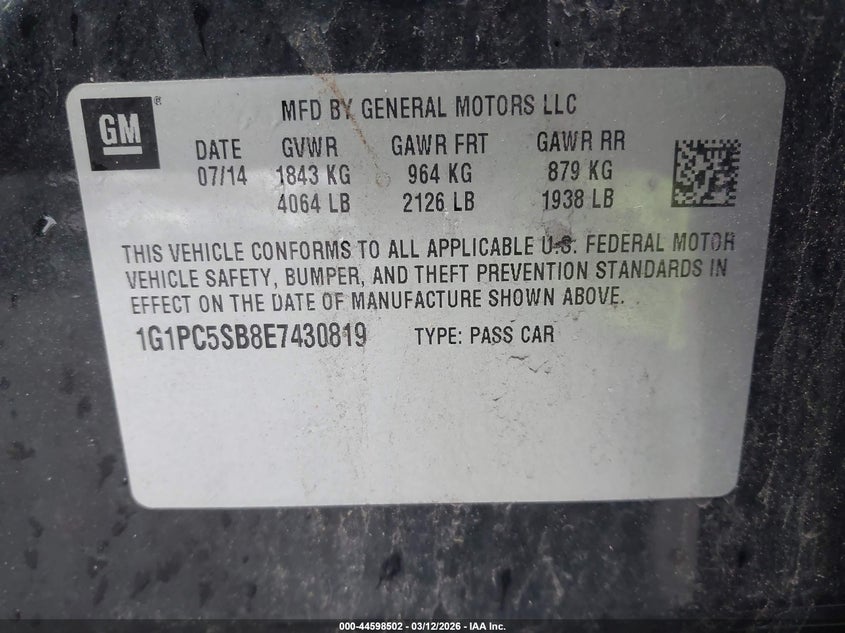 GM ®
MFD BY GENERAL MOTORS LLC
DATE GVWR GAWR FRT GAWR RR
07/14 1843 KG 964 KG 879 KG
4064 LB 2126 LB 1938 LB
THIS VEHICLE CONFORMS TO ALL APPLICABLE U.S. FEDERAL MOTOR
VEHICLE SAFETY, BUMPER, AND THEFT PREVENTION STANDARDS IN
EFFECT ON THE DATE OF MANUFACTURE SHOWN ABOVE.
1G1PC5SB8E7430819 TYPE: PASS CAR
000-44598502 - 03/12/2026 - IAA Inc.